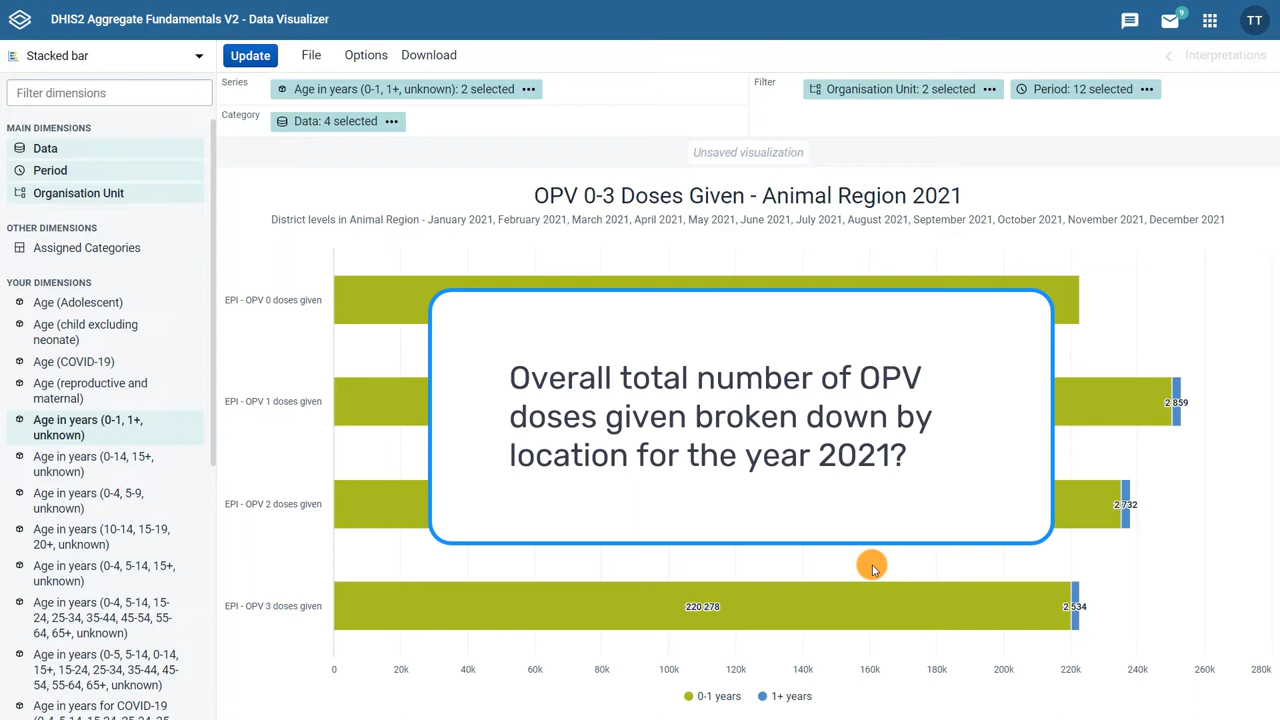 DHIS2 Aggregate Fundamentals V2 - Data Visualizer
9
TT
Stacked bar
Update
File
Options
Download
Interpretations
Filter dimensions
Series
Age in years (0-1, 1+, unknown): 2 selected
Filter
Organisation Unit: 2 selected
Period: 12 selected
Category
Data: 4 selected
MAIN DIMENSIONS
Data
Period
Organisation Unit
OTHER DIMENSIONS
Assigned Categories
YOUR DIMENSIONS
Age (Adolescent)
Age (child excluding
neonate)
Age (COVID-19)
Age (reproductive and
maternal)
Age in years (0-1, 1+,
unknown)
Age in years (0-14, 15+,
unknown)
Age in years (0-4, 5-9,
unknown)
Age in years (10-14, 15-19,
20+, unknown)
Age in years (0-4, 5-14, 15+,
unknown)
Age in years (0-4, 5-14, 15-
24, 25-34, 35-44, 45-54, 55-
64, 65+, unknown)
Age in years (0-5, 5-14, 0-14,
15+, 15-24, 25-34, 35-44, 45-
54, 55-64, 65+, unknown)
Age in years for COVID-19
Unsaved visualization
OPV 0-3 Doses Given - Animal Region 2021
District levels in Animal Region - January 2021, February 2021, March 2021, April 2021, May 2021, June 2021, July 2021, August 2021, September 2021, October 2021, November 2021, December 2021
EPI - OPV 0 doses given
EPI - OPV 1 doses given
2 859
EPI - OPV 2 doses given
2 732
EPI - OPV 3 doses given
220 278
2 534
Overall total number of OPV
doses given broken down by
location for the year 2021?
0
20k
40k
60k
80k
100k
120k
140k
160k
180k
200k
220k
240k
260k
280k
0-1 years
1+ years